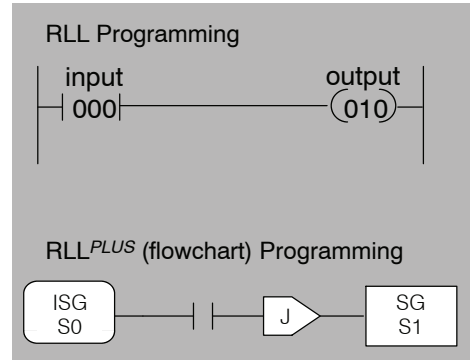 RLL Programming
input output
000 010
RLLPLUS (flowchart) Programming
ISG J SG
S0 S1